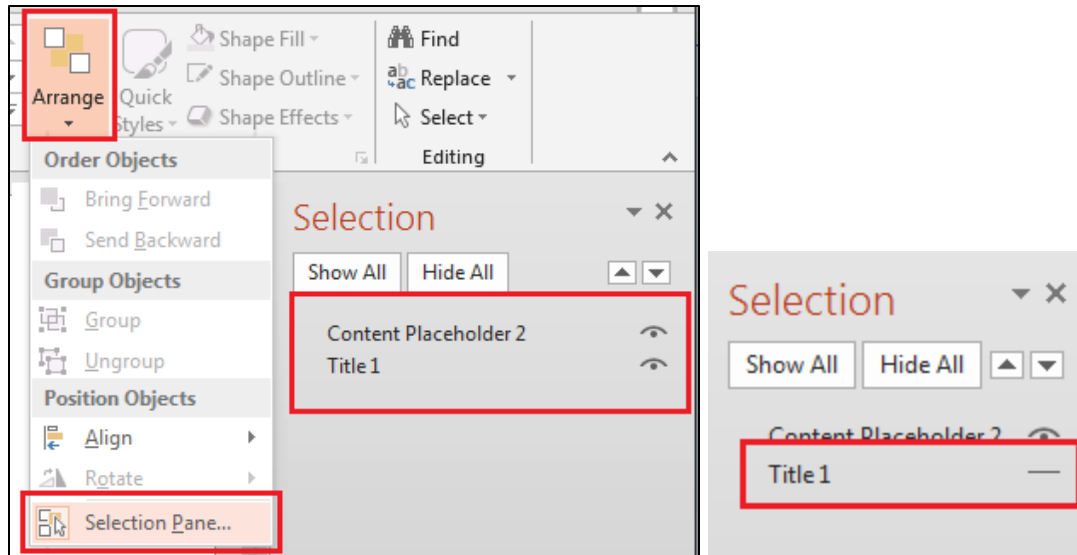 Arrange
Quick
Styles
Shape Fill
Shape Outline
Shape Effects
Find
ab
ac Replace
Select
Editing
Order Objects
Bring Forward
Send Backward
Group Objects
Group
Ungroup
Position Objects
Align
Rotate
Selection Pane...
Selection
Show All Hide All
Content Placeholder 2
Title 1
Selection
Show All Hide All
Content Placeholder 2
Title 1